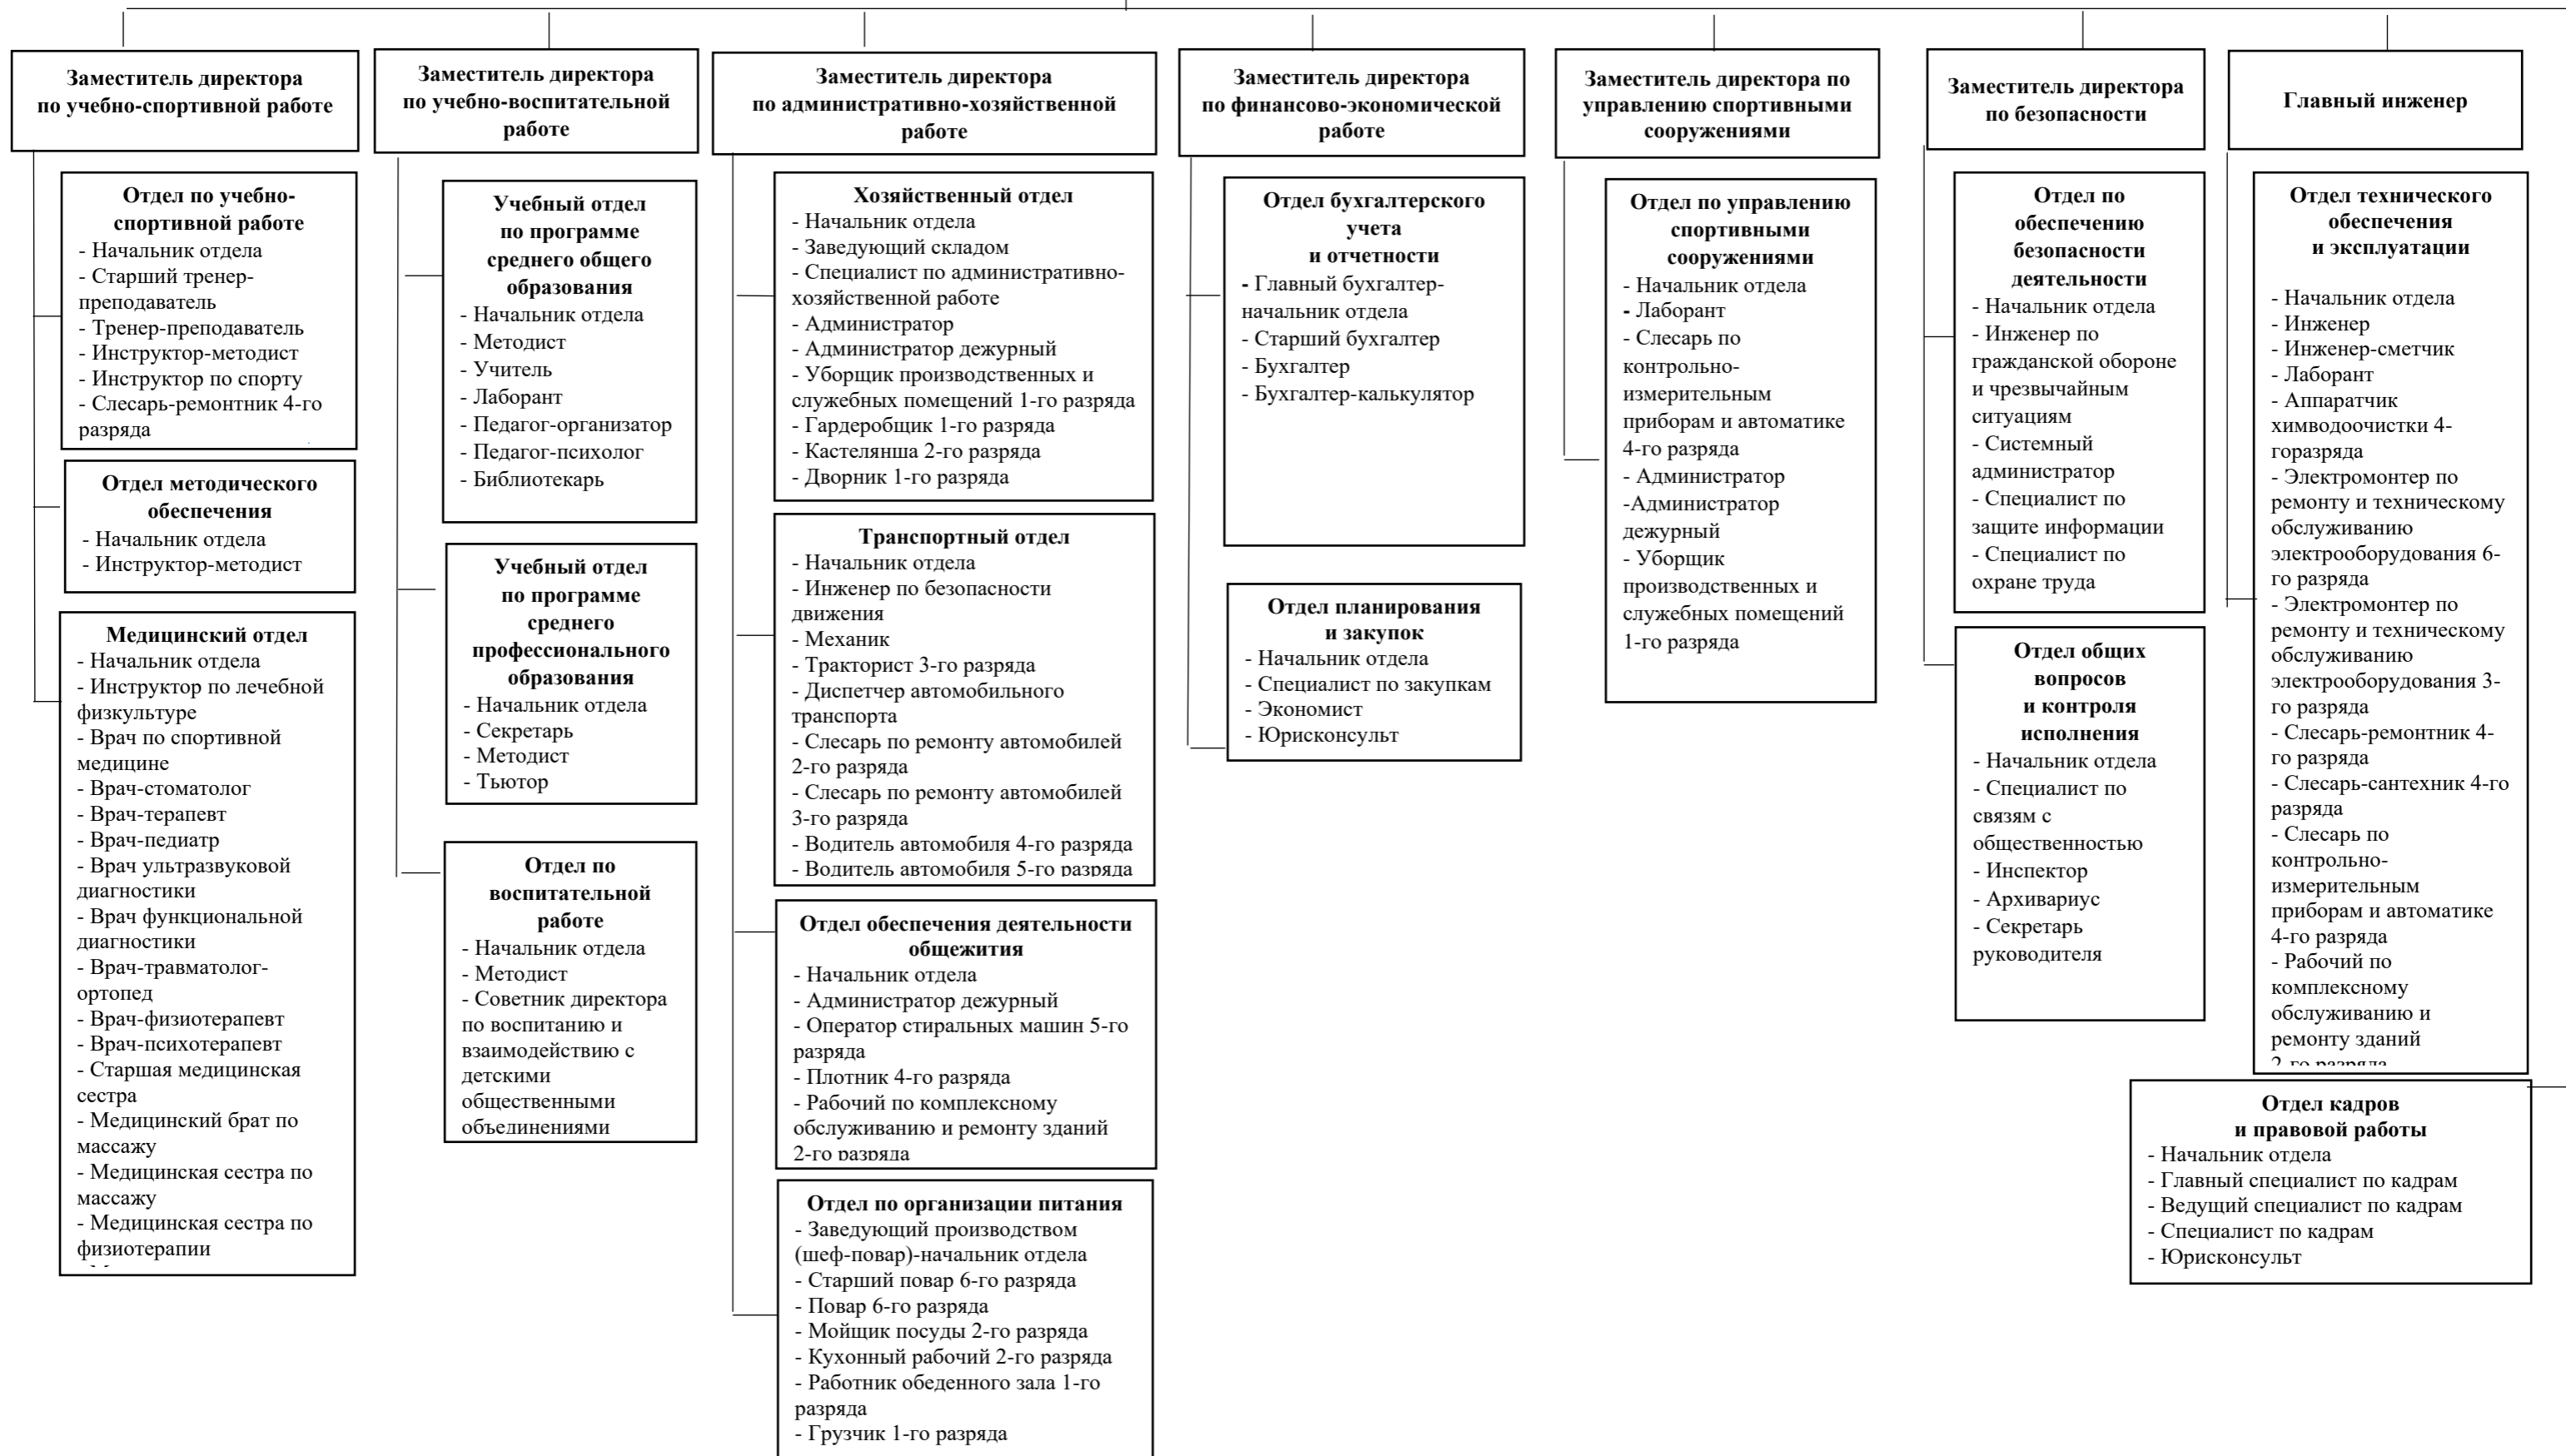 Заместитель директора
по учебно-спортивной работе
Отдел по учебно-
спортивной работе
- Начальник отдела
- Старший тренер-
преподаватель
- Тренер-преподаватель
- Инструктор-методист
- Инструктор по спорту
- Слесарь-ремонтник 4-го
разряда
Отдел методического
обеспечения
- Начальник отдела
- Инструктор-методист
Медицинский отдел
- Начальник отдела
- Инструктор по лечебной
физкультуре
- Врач по спортивной
медицине
- Врач-стоматолог
- Врач-терапевт
- Врач-педиатр
- Врач ультразвуковой
диагностики
- Врач функциональной
диагностики
- Врач-травматолог-
ортопед
- Врач-физиотерапевт
- Врач-психотерапевт
- Старшая медицинская
сестра
- Медицинский брат по
массажу
- Медицинская сестра по
массажу
- Медицинская сестра по
физиотерапии
Заместитель директора
по учебно-воспитательной
работе
Учебный отдел
по программе
среднего общего
образования
- Начальник отдела
- Методист
- Учитель
- Лаборант
- Педагог-организатор
- Педагог-психолог
- Библиотекарь
Учебный отдел
по программе
среднего
профессионального
образования
- Начальник отдела
- Секретарь
- Методист
- Тьютор
Отдел по
воспитательной
работе
- Начальник отдела
- Методист
- Советник директора
по воспитанию и
взаимодействию с
детскими
общественными
объединениями
Заместитель директора
по административно-хозяйственной
работе
Хозяйственный отдел
- Начальник отдела
- Заведующий складом
- Специалист по административно-
хозяйственной работе
- Администратор
- Администратор дежурный
- Уборщик производственных и
служебных помещений 1-го разряда
- Гардеробщик 1-го разряда
- Кастелянша 2-го разряда
- Дворник 1-го разряда
Транспортный отдел
- Начальник отдела
- Инженер по безопасности
движения
- Механик
- Тракторист 3-го разряда
- Диспетчер автомобильного
транспорта
- Слесарь по ремонту автомобилей
2-го разряда
- Слесарь по ремонту автомобилей
3-го разряда
- Водитель автомобиля 4-го разряда
- Водитель автомобиля 5-го разряда
Отдел обеспечения деятельности
общежития
- Начальник отдела
- Администратор дежурный
- Оператор стиральных машин 5-го
разряда
- Плотник 4-го разряда
- Рабочий по комплексному
обслуживанию и ремонту зданий
2-го разряда
Отдел по организации питания
- Заведующий производством
(шеф-повар)-начальник отдела
- Старший повар 6-го разряда
- Повар 6-го разряда
- Мойщик посуды 2-го разряда
- Кухонный рабочий 2-го разряда
- Работник обеденного зала 1-го
разряда
- Грузчик 1-го разряда
Заместитель директора
по финансово-экономической
работе
Отдел бухгалтерского
учета
и отчетности
- Главный бухгалтер-
начальник отдела
- Старший бухгалтер
- Бухгалтер
- Бухгалтер-калькулятор
Отдел планирования
и закупок
- Начальник отдела
- Специалист по закупкам
- Экономист
- Юрисконсульт
Заместитель директора по
управлению спортивными
сооружениями
Отдел по управлению
спортивными
сооружениями
- Начальник отдела
- Лаборант
- Слесарь по
контрольно-
измерительным
приборам и автоматике
4-го разряда
- Администратор
-Администратор
дежурный
- Уборщик
производственных и
служебных помещений
1-го разряда
Заместитель директора
по безопасности
Отдел по
обеспечению
безопасности
деятельности
- Начальник отдела
- Инженер по
гражданской обороне
и чрезвычайным
ситуациям
- Системный
администратор
- Специалист по
защите информации
- Специалист по
охране труда
Отдел общих
вопросов
и контроля
исполнения
- Начальник отдела
- Специалист по
связям с
общественностью
- Инспектор
- Архивариус
- Секретарь
руководителя
Главный инженер
Отдел технического
обеспечения
и эксплуатации
- Начальник отдела
- Инженер
- Инженер-сметчик
- Лаборант
- Аппаратчик
химводоочистки 4-
горазряда
- Электромонтер по
ремонту и техническому
обслуживанию
электрооборудования 6-
го разряда
- Электромонтер по
ремонту и техническому
обслуживанию
электрооборудования 3-
го разряда
- Слесарь-ремонтник 4-
го разряда
- Слесарь-сантехник 4-го
разряда
- Слесарь по
контрольно-
измерительным
приборам и автоматике
4-го разряда
- Рабочий по
комплексному
обслуживанию и
ремонту зданий
2-го разряда
Отдел кадров
и правовой работы
- Начальник отдела
- Главный специалист по кадрам
- Ведущий специалист по кадрам
- Специалист по кадрам
- Юрисконсульт